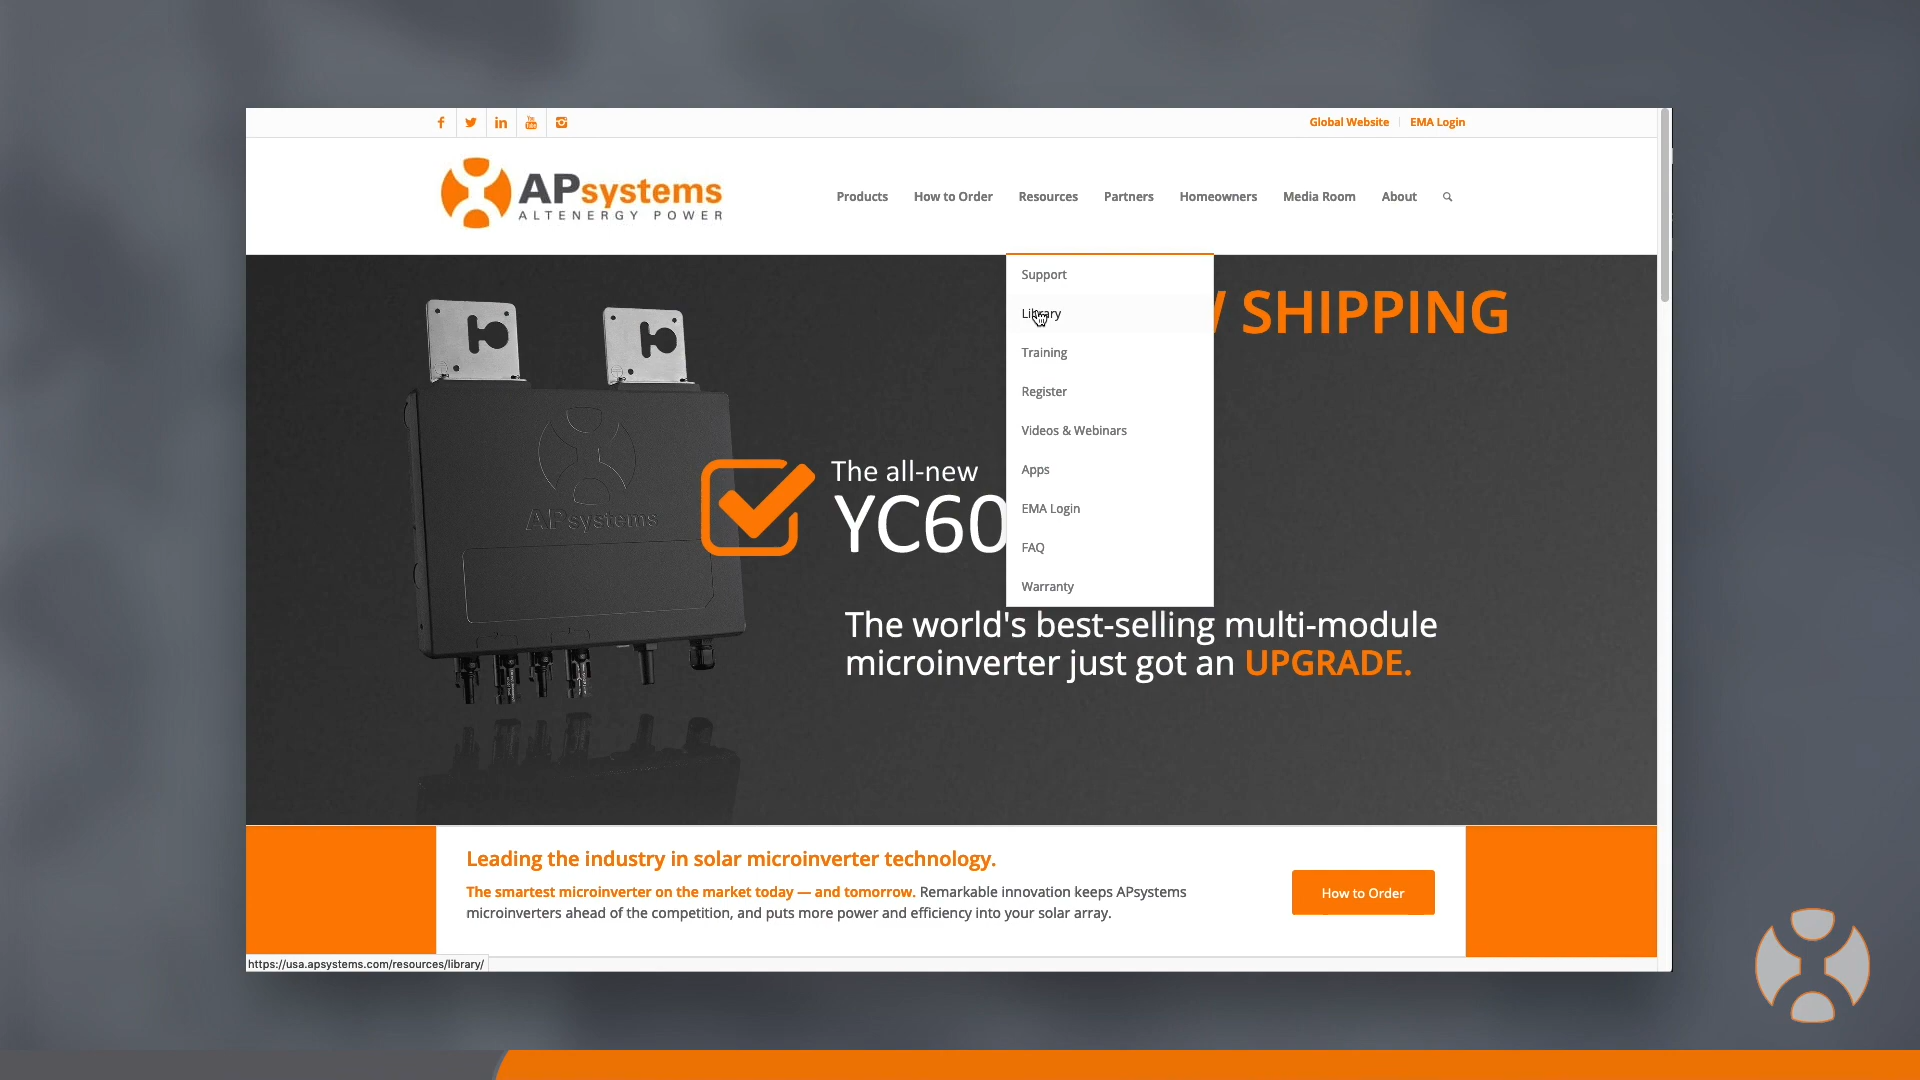 Global Website
EMA Login
APsystems
ALTENERGY POWER
Products
How to Order
Resources
Partners
Homeowners
Media Room
About
Support
Library
Training
Register
Videos & Webinars
Apps
EMA Login
FAQ
Warranty
SHIPPING
APsystems
The all-new
YC60
The world's best-selling multi-module
microinverter just got an UPGRADE.
Leading the industry in solar microinverter technology.
The smartest microinverter on the market today — and tomorrow. Remarkable innovation keeps APsystems
microinverters ahead of the competition, and puts more power and efficiency into your solar array.
How to Order
https://usa.apsystems.com/resources/library/